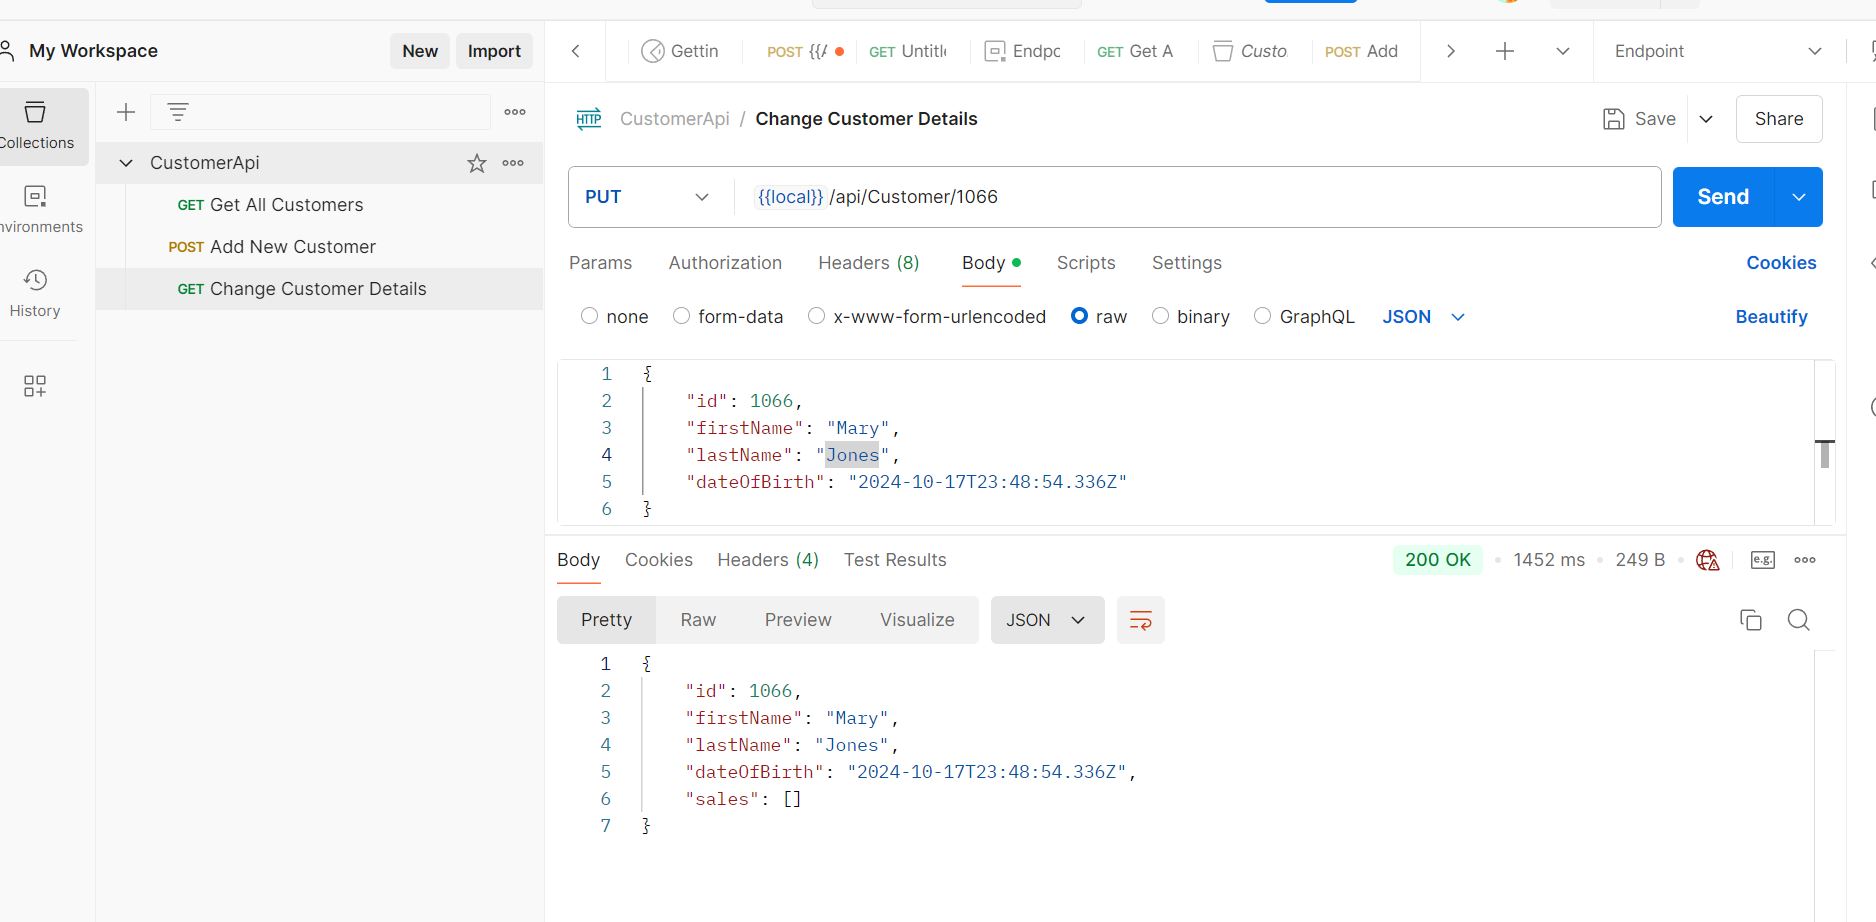 My Workspace
New
Import
Gettin
POST {{/
GET Untitl
Endpc
GET Get A
Custo
POST Add
Endpoint
Collections
nvironments
History
CustomerApi
GET Get All Customers
POST Add New Customer
GET Change Customer Details
HTTP CustomerApi / Change Customer Details
Save
Share
PUT
{{local}} /api/Customer/1066
Send
Params Authorization Headers (8) Body Scripts Settings
Cookies
none form-data x-www-form-urlencoded raw binary GraphQL JSON
Beautify
1 {
2 "id": 1066,
3 "firstName": "Mary",
4 "lastName": "Jones",
5 "dateOfBirth": "2024-10-17T23:48:54.336Z"
6 }
Body Cookies Headers (4) Test Results
200 OK 1452 ms 249 B e.g.
Pretty Raw Preview Visualize JSON
1 {
2 "id": 1066,
3 "firstName": "Mary",
4 "lastName": "Jones",
5 "dateOfBirth": "2024-10-17T23:48:54.336Z",
6 "sales": []
7 }